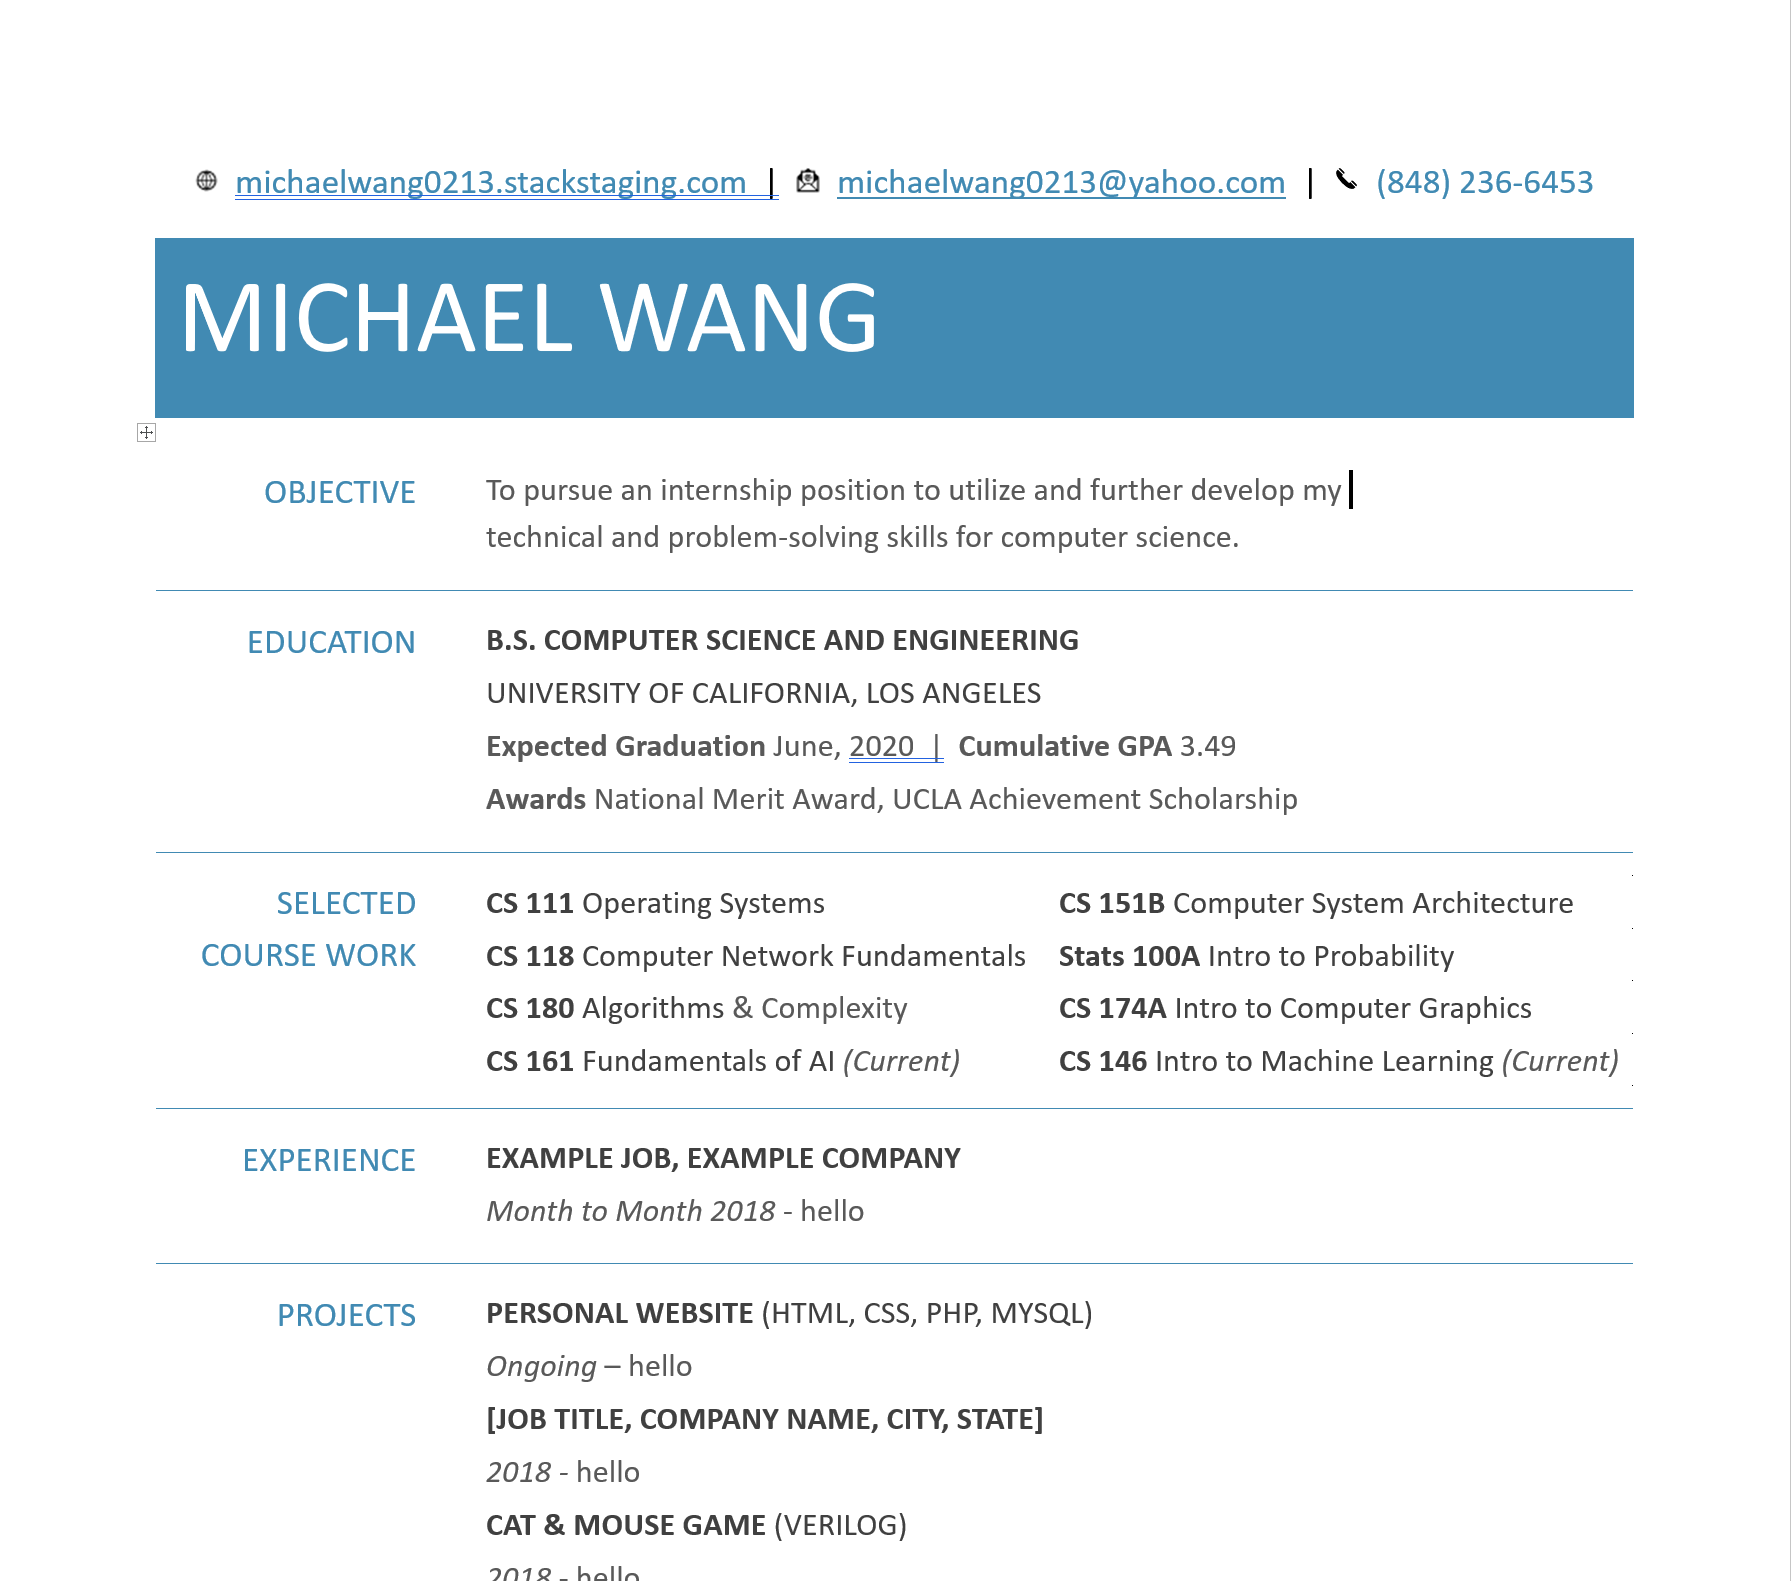 michaelwang0213.stackstaging.com | michaelwang0213@yahoo.com | (848) 236-6453
MICHAEL WANG
OBJECTIVE
To pursue an internship position to utilize and further develop my
technical and problem-solving skills for computer science.
EDUCATION
B.S. COMPUTER SCIENCE AND ENGINEERING
UNIVERSITY OF CALIFORNIA, LOS ANGELES
Expected Graduation June, 2020 | Cumulative GPA 3.49
Awards National Merit Award, UCLA Achievement Scholarship
SELECTED
COURSE WORK
CS 111 Operating Systems
CS 151B Computer System Architecture
CS 118 Computer Network Fundamentals
Stats 100A Intro to Probability
CS 180 Algorithms & Complexity
CS 174A Intro to Computer Graphics
CS 161 Fundamentals of AI (Current)
CS 146 Intro to Machine Learning (Current)
EXPERIENCE
EXAMPLE JOB, EXAMPLE COMPANY
Month to Month 2018 - hello
PROJECTS
PERSONAL WEBSITE (HTML, CSS, PHP, MYSQL)
Ongoing – hello
[JOB TITLE, COMPANY NAME, CITY, STATE]
2018 - hello
CAT & MOUSE GAME (VERILOG)
2018 - hello